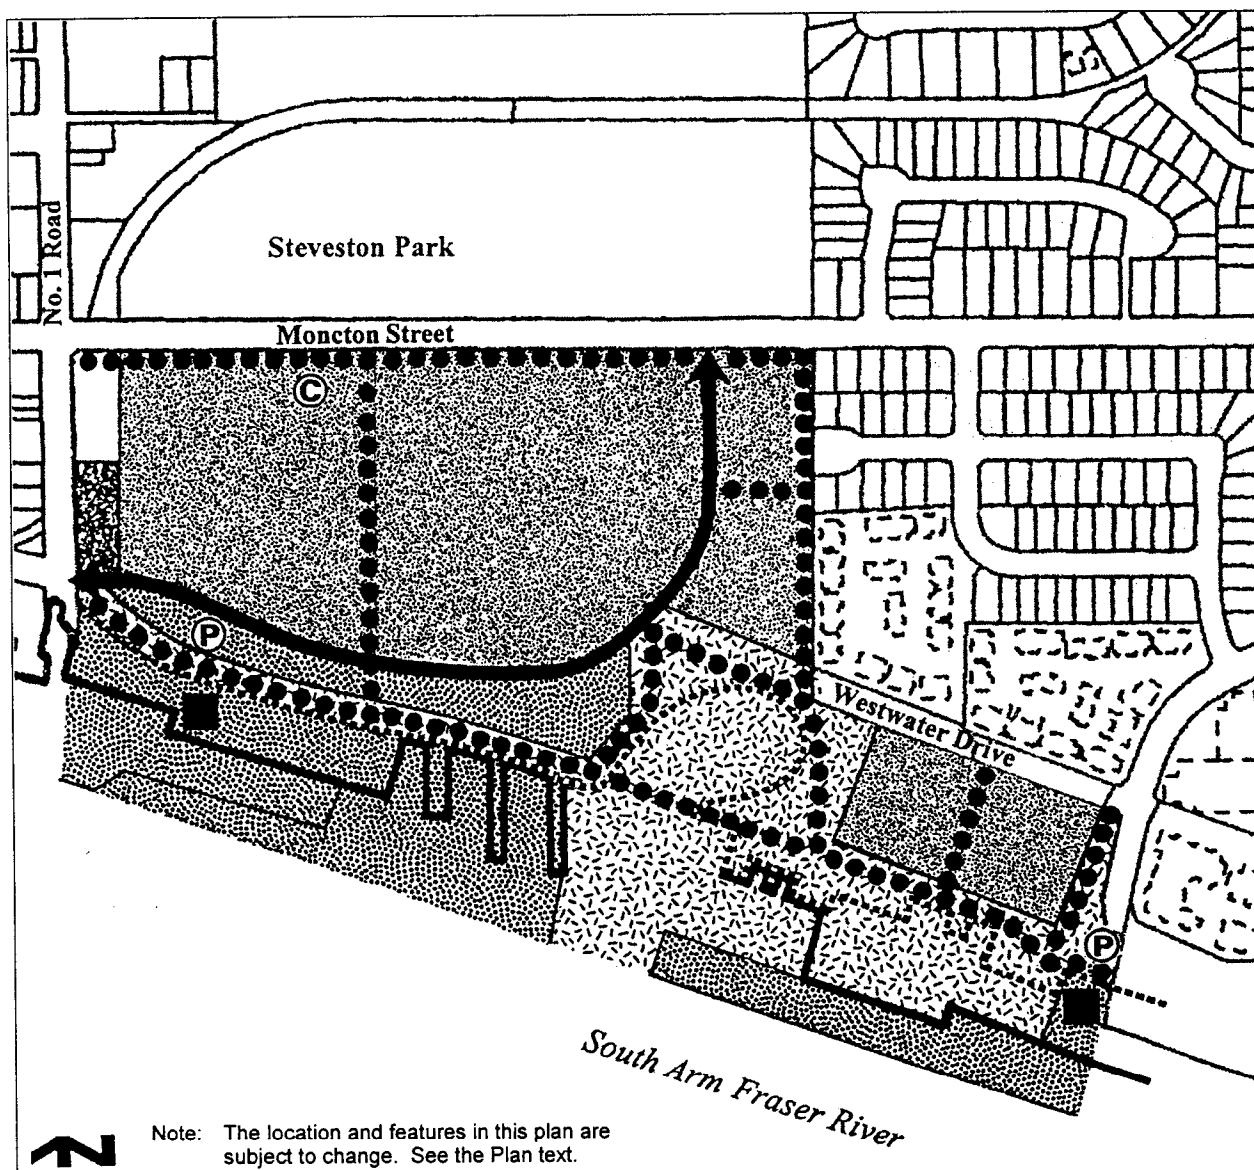 No. 1 Road
Steveston Park
Moncton Street
C
P
Westwater Drive
P
South Arm Fraser River
N
Note: The location and features in this plan are
subject to change. See the Plan text.